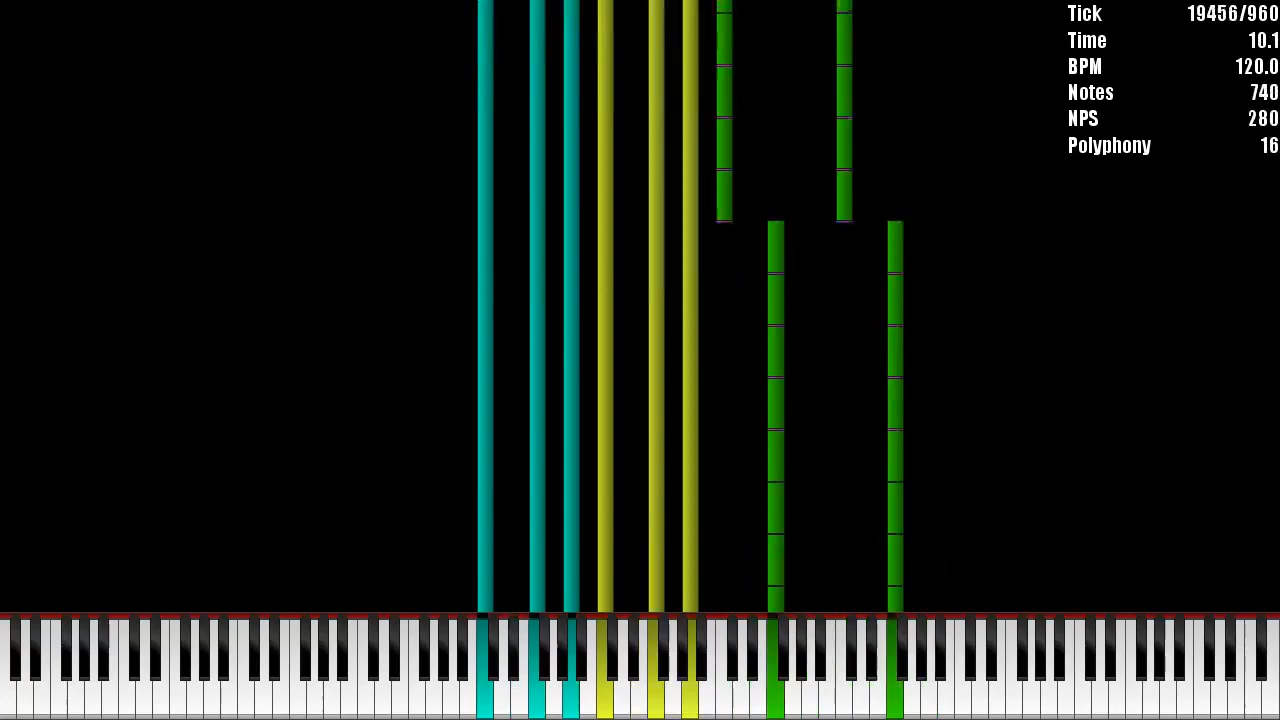 Tick 19456/960
Time 10.1
BPM 120.0
Notes 740
NPS 280
Polyphony 16